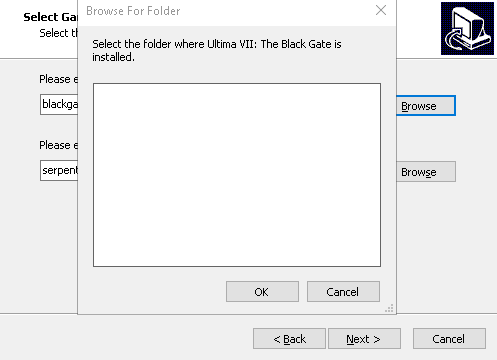 Browse For Folder
Select Ga
Select th
Select the folder where Ultima VII: The Black Gate is
installed.
Please e
blackga
Browse
Please e
serpent
Browse
OK
Cancel
< Back
Next >
Cancel